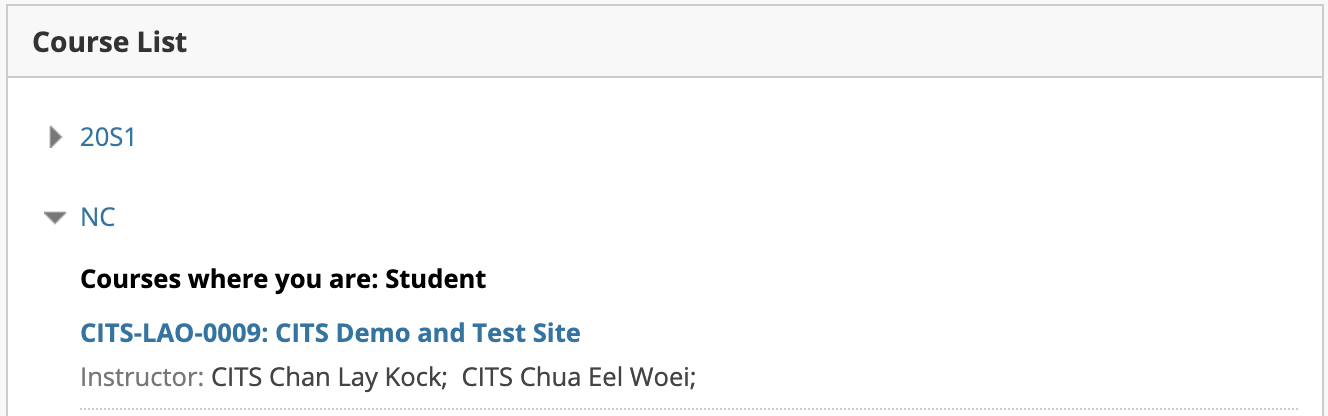 Course List
20S1
NC
Courses where you are: Student
CITS-LAO-0009: CITS Demo and Test Site
Instructor: CITS Chan Lay Kock;  CITS Chua Eel Woei;